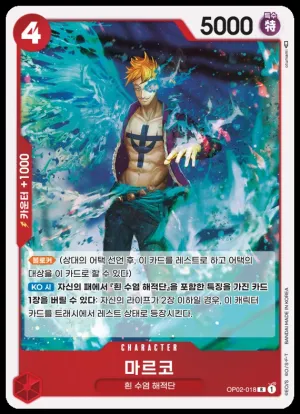 4
5000
특수
特
카운터 +1000
블로커 (상대의 어택 선언 후, 이 카드를 레스트로 하고 어택의
대상을 이 카드로 할 수 있다)
KO 시 자신의 패에서 「흰 수염 해적단」을 포함한 특징을 가진 카드
1장을 버릴 수 있다: 자신의 라이프가 2장 이하일 경우, 이 캐릭터
카드를 트래시에서 레스트 상태로 등장시킨다.
CHARACTER
마르코
흰 수염 해적단
OP02-018 R 1
BANDAI MADE IN KOREA